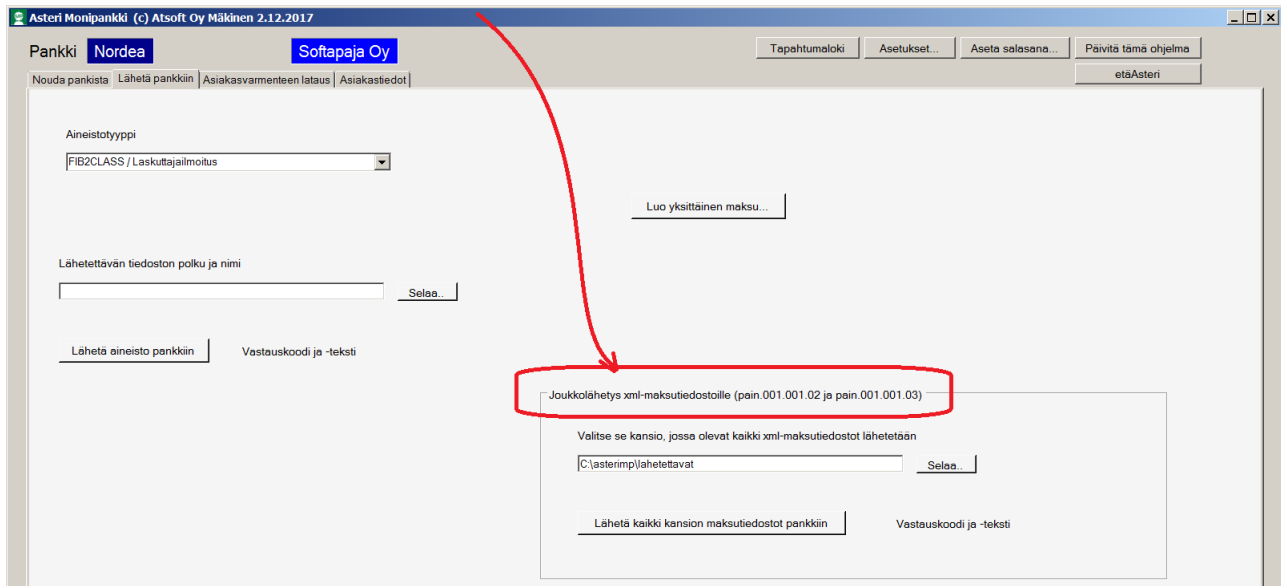 Asteri Monipankki (c) Atsoft Oy Mäkinen 2.12.2017
Pankki Nordea Softapaja Oy Tapahtumaloki Asetukset... Aseta salasana... Päivitä tämä ohjelma
etäAsteri
Nouda pankista Lähetä pankkiin Asiakasvarmenteen lataus Asiakastiedot
Aineistotyyppi
FIB2CLASS / Laskuttajailmoitus
Luo yksittäinen maksu...
Lähetettävän tiedoston polku ja nimi
Selaa..
Lähetä aineisto pankkiin Vastauskoodi ja -teksti
Joukkolähetys xml-maksutiedostoille (pain.001.001.02 ja pain.001.001.03)
Valitse se kansio, jossa olevat kaikki xml-maksutiedostot lähetetään
C:\asterimp\lahetettavat Selaa..
Lähetä kaikki kansion maksutiedostot pankkiin Vastauskoodi ja -teksti